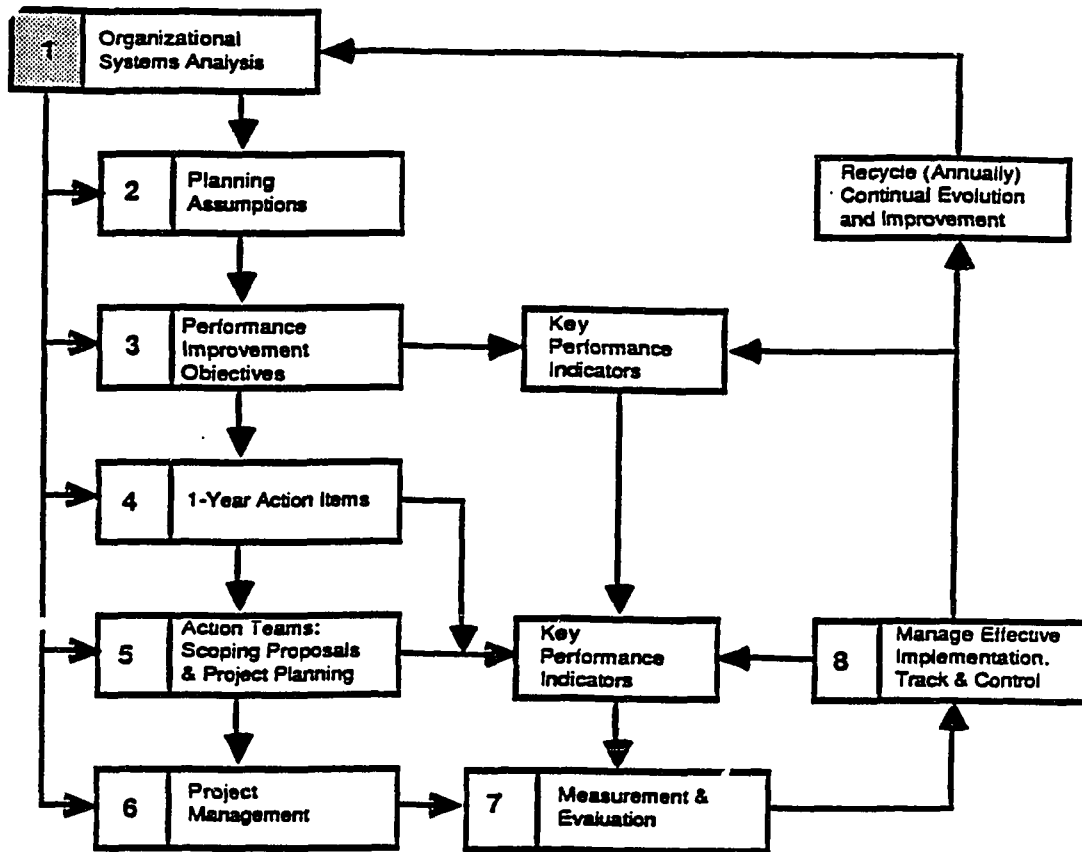 1
Organizational
Systems Analysis
2
Planning
Assumptions
Recycle (Annually)
Continual Evolution
and Improvement
3
Performance
Improvement
Objectives
Key
Performance
Indicators
4
1-Year Action Items
5
Action Teams:
Scoping Proposals
& Project Planning
Key
Performance
Indicators
8
Manage Effective
Implementation.
Track & Control
6
Project
Management
7
Measurement &
Evaluation